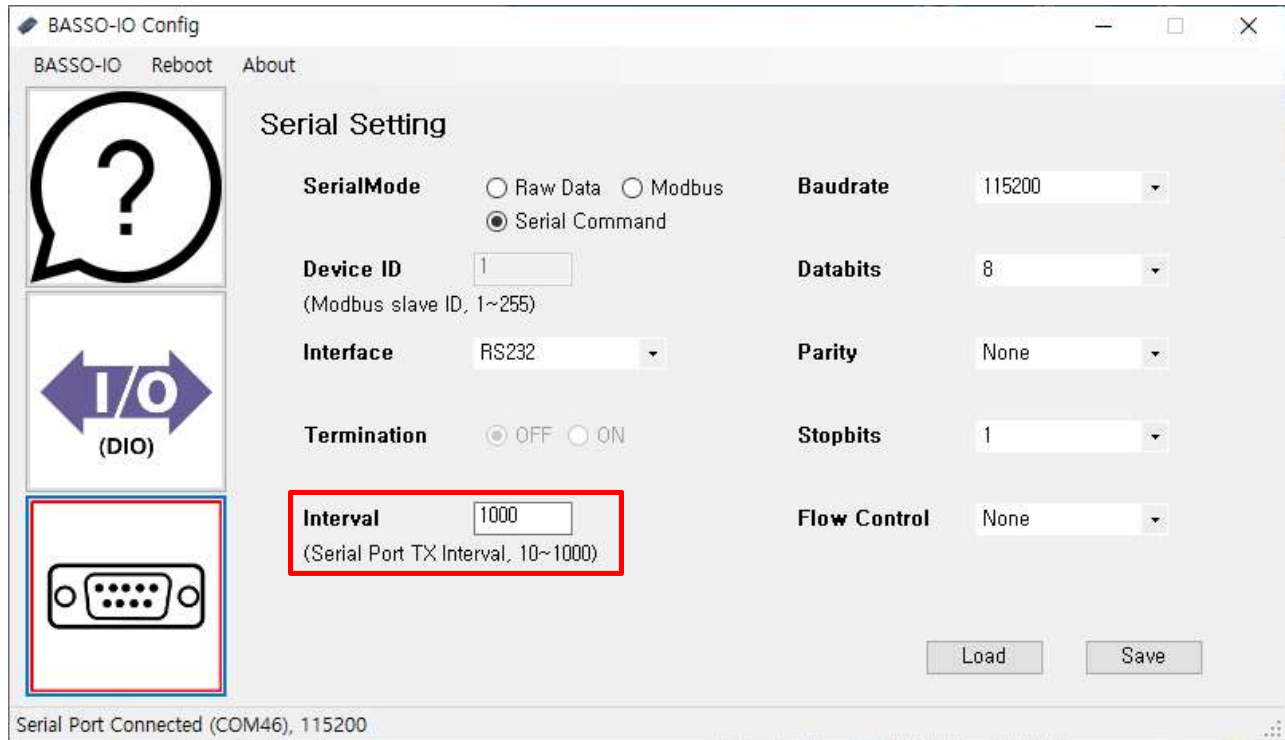 BASSO-IO Config
BASSO-IO Reboot About
?
I/O
(DIO)
Serial Setting
SerialMode Raw Data Modbus
Serial Command
Baudrate 115200
Device ID 1
(Modbus slave ID, 1~255)
Databits 8
Interface RS232
Parity None
Termination OFF ON
Stopbits 1
Interval 1000
(Serial Port TX Interval, 10~1000)
Flow Control None
Load Save
Serial Port Connected (COM46), 115200